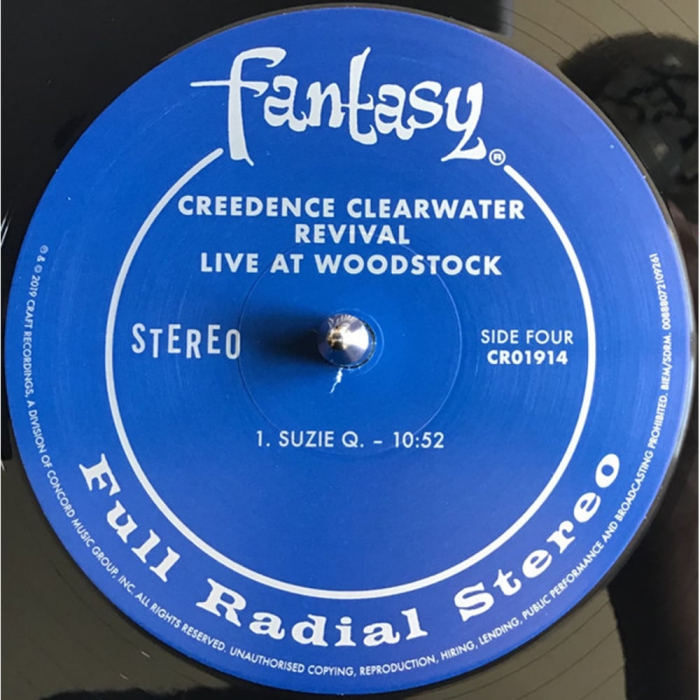 fantasy®
CREEDENCE CLEARWATER
REVIVAL
LIVE AT WOODSTOCK
STEREO
SIDE FOUR
CR01914
1. SUZIE Q. – 10:52
Full Radial Stereo
℗ & © 2019 CRAFT RECORDINGS, A DIVISION OF CONCORD MUSIC GROUP, INC. ALL RIGHTS RESERVED. UNAUTHORISED COPYING, REPRODUCTION, HIRING, LENDING, PUBLIC PERFORMANCE AND BROADCASTING PROHIBITED. BIEM/SDRM. 00888072109261